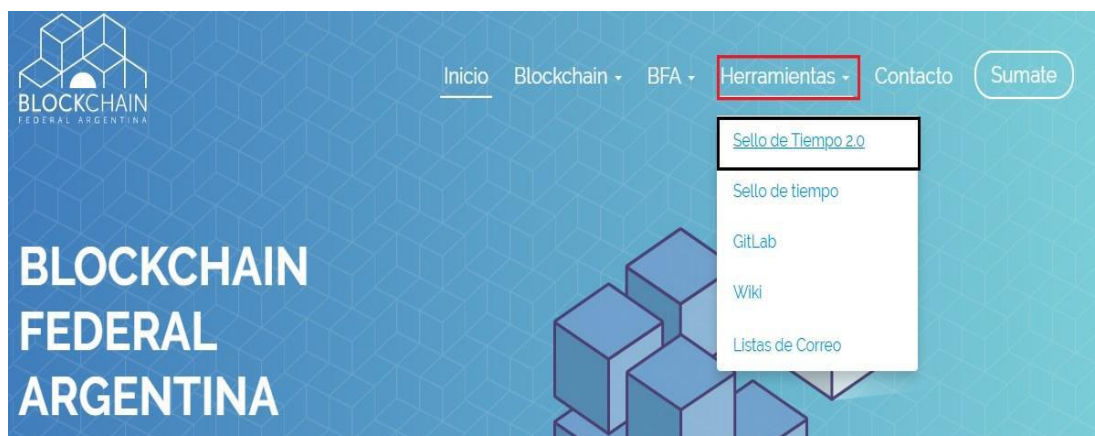 BLOCKCHAIN
FEDERAL ARGENTINA
Inicio Blockchain BFA Herramientas Contacto Sumate
Sello de Tiempo 2.0
Sello de tiempo
GitLab
Wiki
Listas de Correo
BLOCKCHAIN
FEDERAL
ARGENTINA